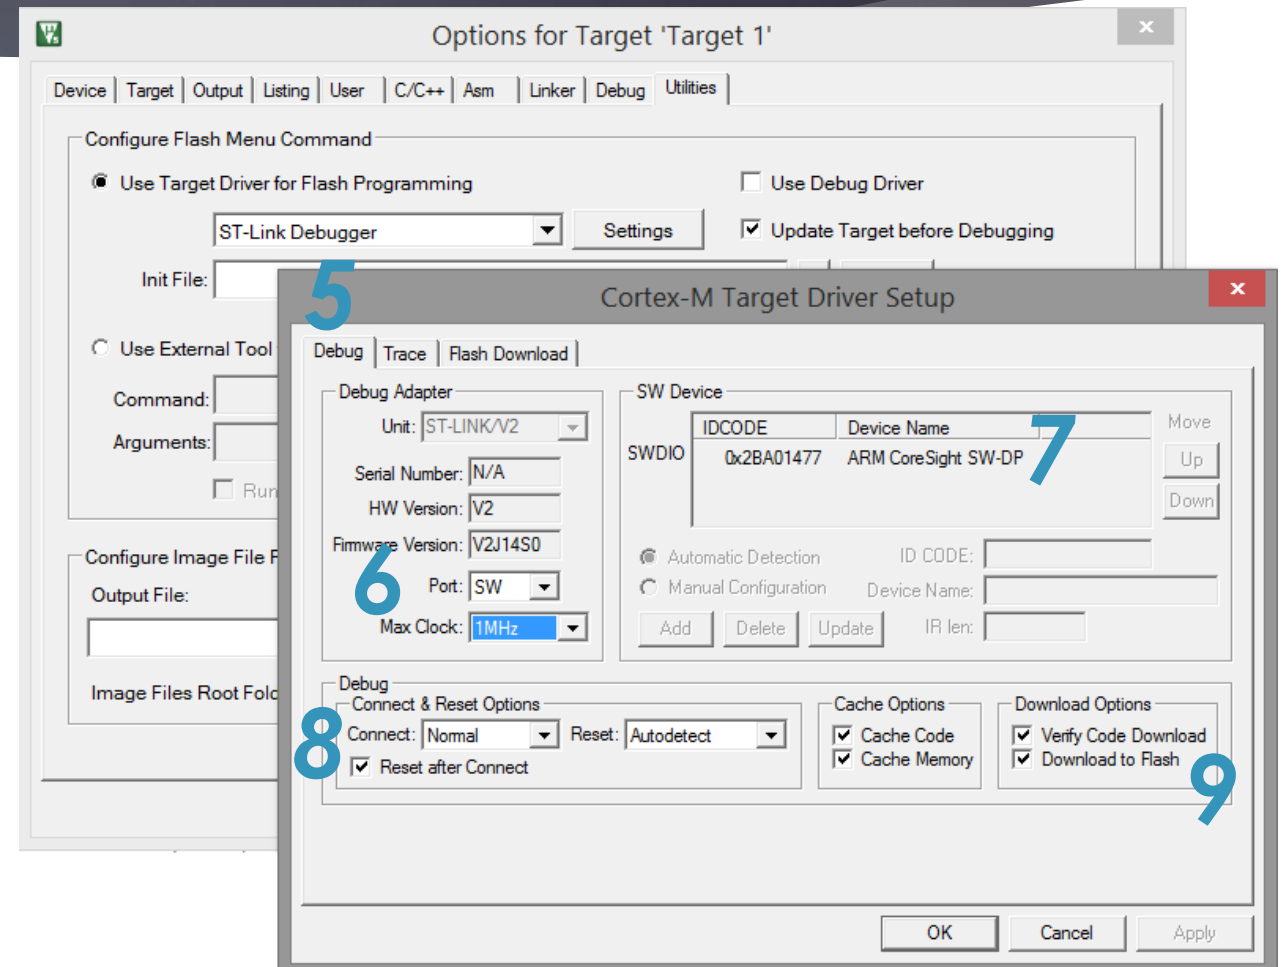 Options for Target 'Target 1'
Device Target Output Listing User C/C++ Asm Linker Debug Utilities
Configure Flash Menu Command
Use Target Driver for Flash Programming
Use Debug Driver
ST-Link Debugger
Settings
Update Target before Debugging
Init File:
Use External Tool
Command:
Arguments:
Run
Configure Image File
Output File:
Image Files Root Fold
5
Cortex-M Target Driver Setup
Debug Trace Flash Download
Debug Adapter
Unit: ST-LINK/V2
Serial Number: N/A
HW Version: V2
Firmware Version: V2J14S0
6
Port: SW
Max Clock: 1MHz
SW Device
IDCODE Device Name
7
Move
SWDIO
0x2BA01477 ARM CoreSight SW-DP
Up
Down
Automatic Detection
ID CODE:
Manual Configuration
Device Name:
Add Delete Update
IR len:
Debug
Connect & Reset Options
8
Connect: Normal
Reset: Autodetect
Reset after Connect
Cache Options
Cache Code
Cache Memory
Download Options
Verify Code Download
Download to Flash
9
OK Cancel Apply